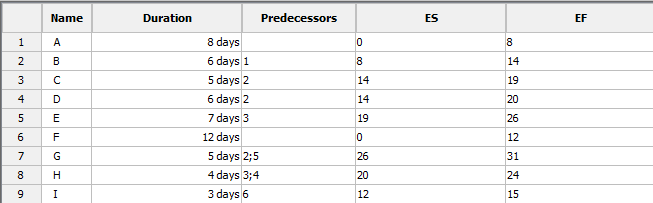 Name Duration Predecessors ES EF
1 A 8 days 0 8
2 B 6 days 1 8 14
3 C 5 days 2 14 19
4 D 6 days 2 14 20
5 E 7 days 3 19 26
6 F 12 days 0 12
7 G 5 days 2;5 26 31
8 H 4 days 3;4 20 24
9 I 3 days 6 12 15